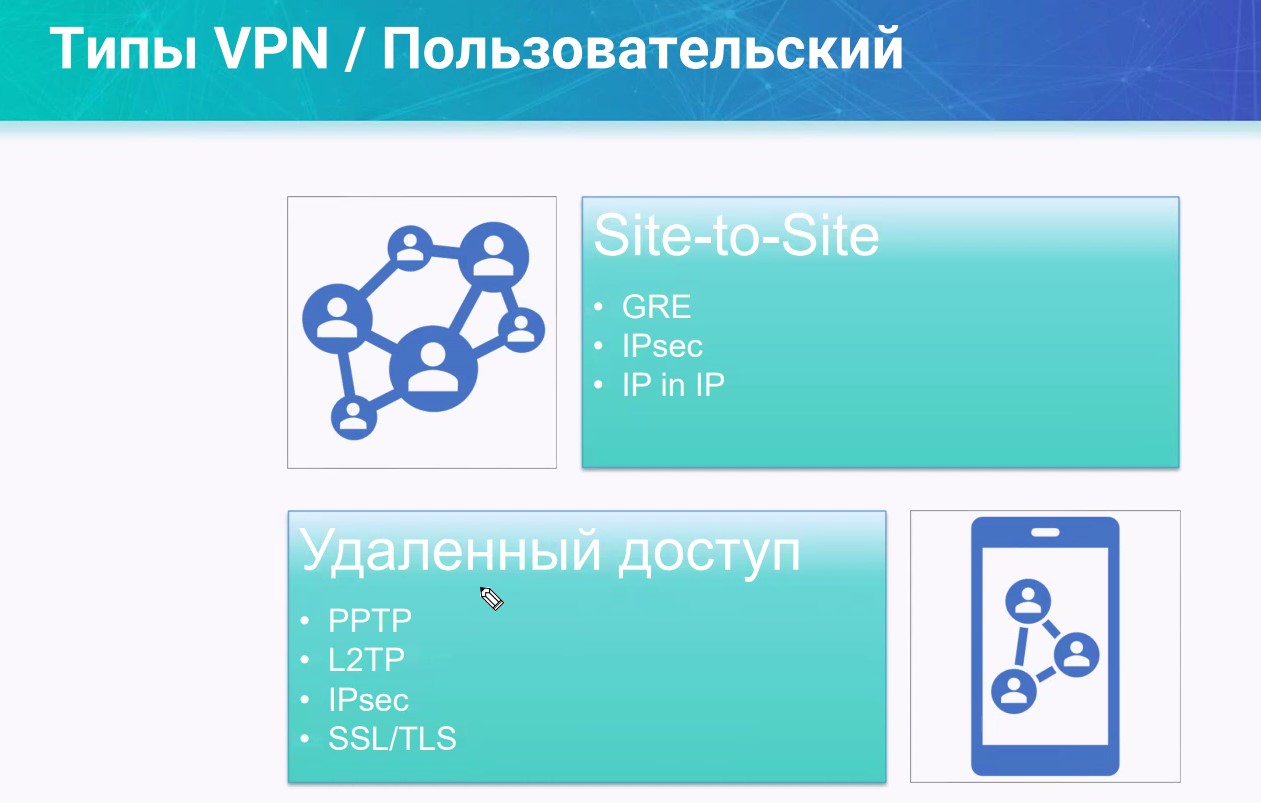 Типы VPN / Пользовательский
Site-to-Site
• GRE
• IPsec
• IP in IP
Удаленный доступ
• PPTP
• L2TP
• IPsec
• SSL/TLS